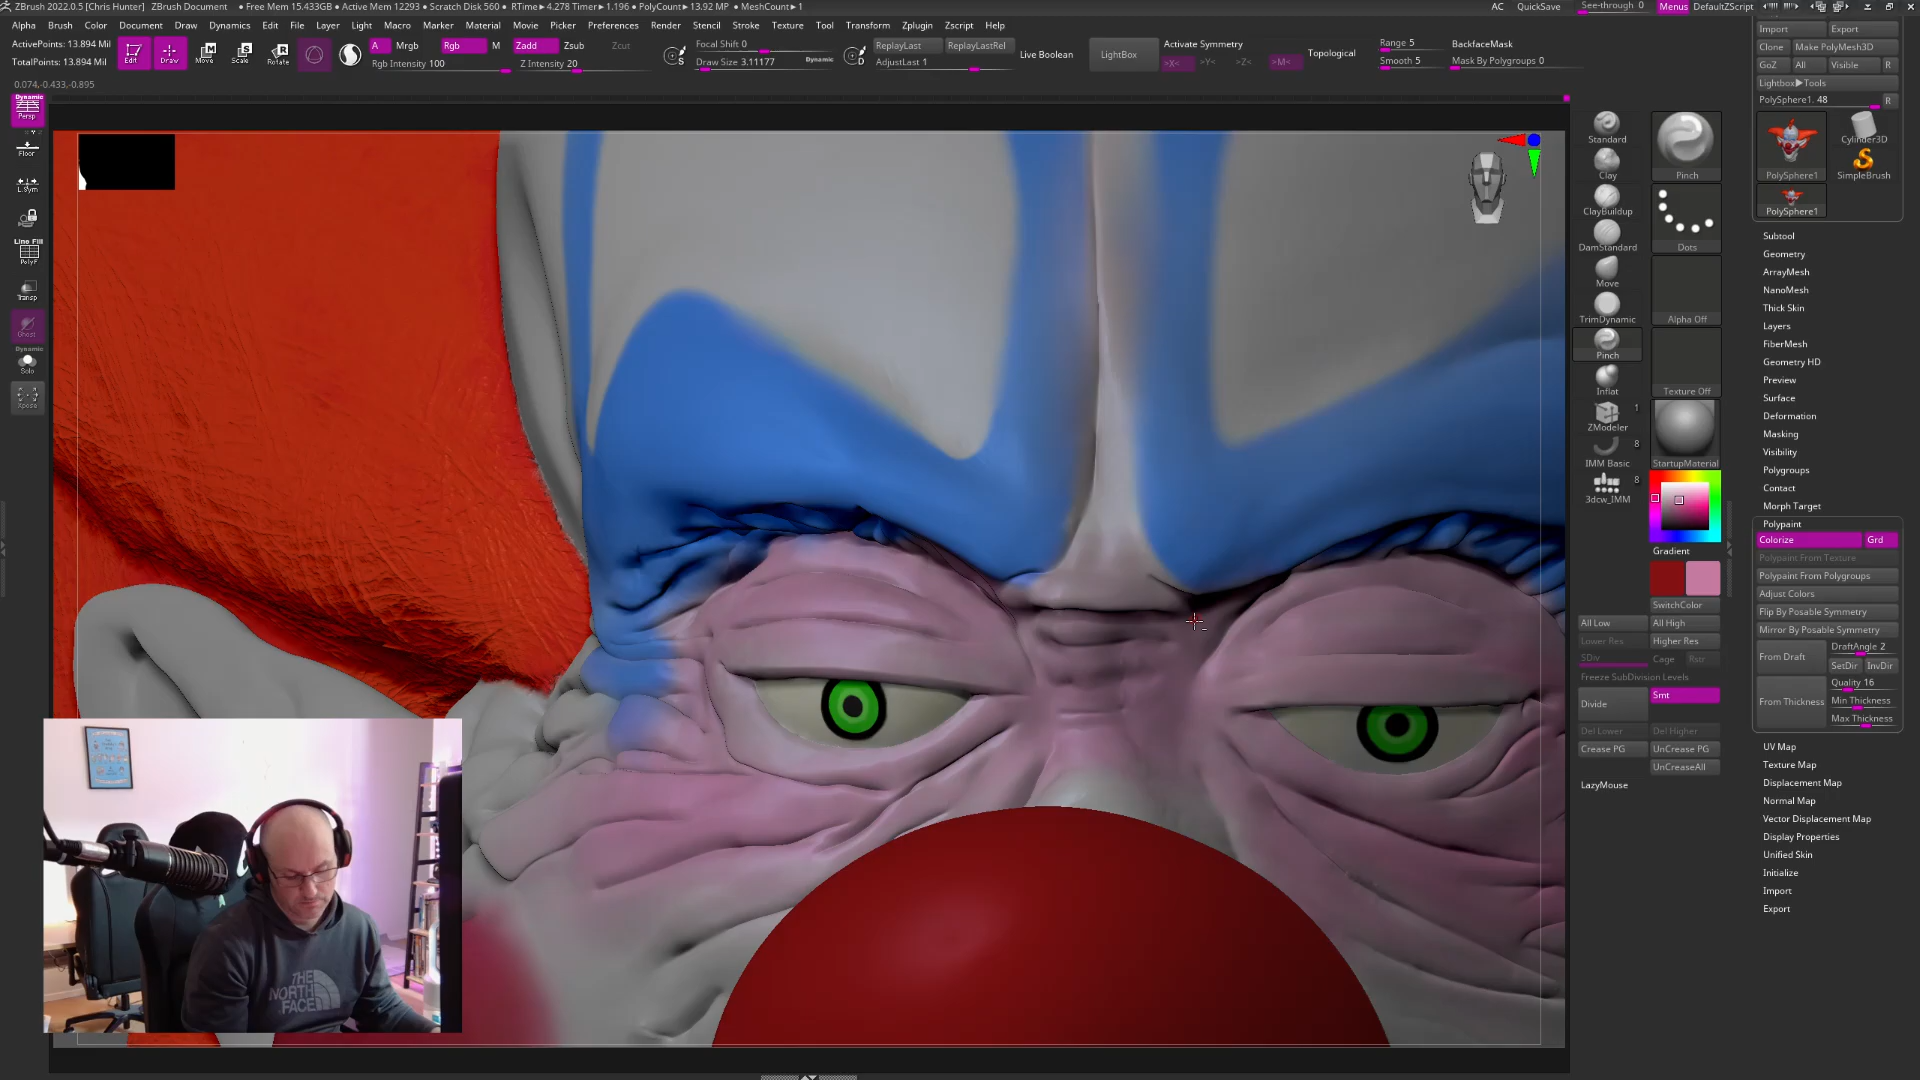 ZBrush 2022.0.5 [Chris Hunter] ZBrush Document • Free Mem 15.433GB • Active Mem 12293 • Scratch Disk 560 • RTime►4.278 Timer►1.196 • PolyCount►13.92 MP • MeshCount►1 AC QuickSave See-through 0 Menus DefaultZScript
Alpha Brush Color Document Draw Dynamics Edit File Layer Light Macro Marker Material Movie Picker Preferences Render Stencil Stroke Texture Tool Transform Zplugin Zscript Help
ActivePoints: 13.894 Mil
TotalPoints: 13.894 Mil
Edit Draw Move Scale Rotate
A Mrgb Rgb M Zadd Zsub Zcut
Rgb Intensity 100 Z Intensity 20
S Focal Shift 0
Draw Size 3.11177 Dynamic
D ReplayLast ReplayLastRel
AdjustLast 1
Live Boolean
LightBox
Activate Symmetry
>X< >Y< >Z< >M<
Topological
Range 5
Smooth 5
BackfaceMask
Mask By Polygroups 0
0.074,-0.433,-0.895
Dynamic
Persp
Floor
L.Sym
Line Fill
PolyF
Transp
Ghost
Dynamic
Solo
Xpose
THE
NORTH
FACE
Standard
Clay
ClayBuildup
DamStandard
Move
TrimDynamic
Pinch
Inflat
1
ZModeler
8
IMM Basic
8
3dcw_IMM
Pinch
Dots
Alpha Off
Texture Off
StartupMaterial
Gradient
SwitchColor
All Low All High
Lower Res Higher Res
SDiv Cage Rstr
Freeze SubDivision Levels
Divide Smt
Del Lower Del Higher
Crease PG UnCrease PG
UnCreaseAll
LazyMouse
Import Export
Clone Make PolyMesh3D
GoZ All Visible R
Lightbox►Tools
PolySphere1. 48 R
PolySphere1 Cylinder3D
SimpleBrush
PolySphere1
Subtool
Geometry
ArrayMesh
NanoMesh
Thick Skin
Layers
FiberMesh
Geometry HD
Preview
Surface
Deformation
Masking
Visibility
Polygroups
Contact
Morph Target
Polypaint
Colorize Grd
Polypaint From Texture
Polypaint From Polygroups
Adjust Colors
Flip By Posable Symmetry
Mirror By Posable Symmetry
From Draft DraftAngle 2
SetDir InvDir
From Thickness Quality 16
Min Thickness
Max Thickness
UV Map
Texture Map
Displacement Map
Normal Map
Vector Displacement Map
Display Properties
Unified Skin
Initialize
Import
Export